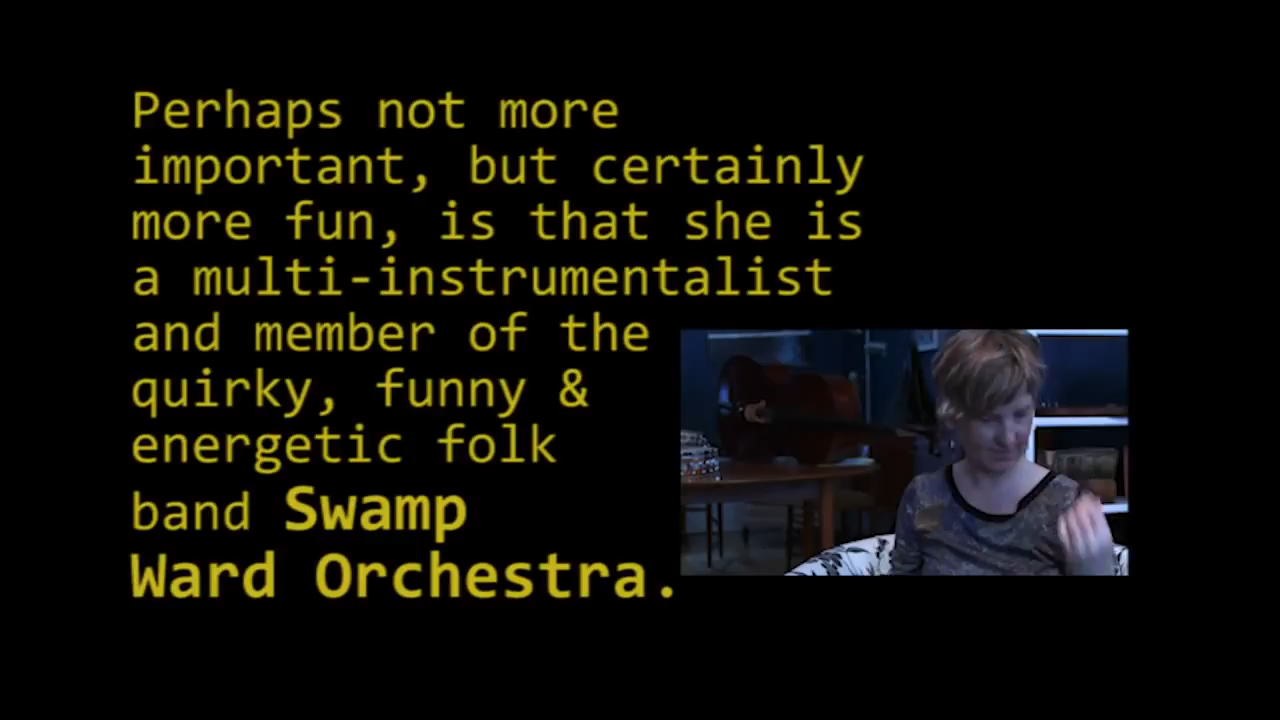 Perhaps not more
important, but certainly
more fun, is that she is
a multi-instrumentalist
and member of the
quirky, funny &
energetic folk
band Swamp
Ward Orchestra.